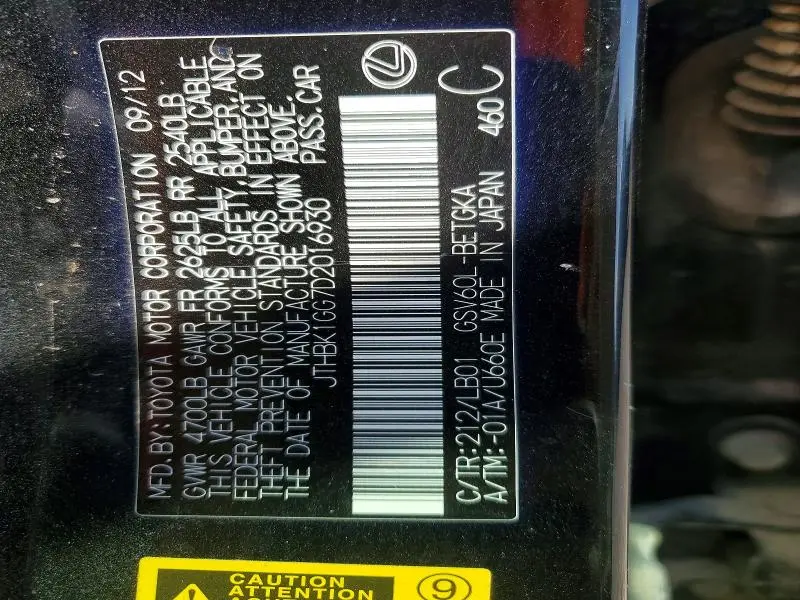 MFD. BY: TOYOTA MOTOR CORPORATION 09/12
GVWR 4700LB GAWR FR 2625LB RR 2540LB
THIS VEHICLE CONFORMS TO ALL APPLICABLE
FEDERAL MOTOR VEHICLE SAFETY, BUMPER, AND
THEFT PREVENTION STANDARDS IN EFFECT ON
THE DATE OF MANUFACTURE SHOWN ABOVE.
JTHBK1GG7D2016930 PASS. CAR
C/TR:212/LB01 GSV60L-BETGKA
A/TM:-01A/U660E MADE IN JAPAN 460 C
CAUTION
ATTENTION
9